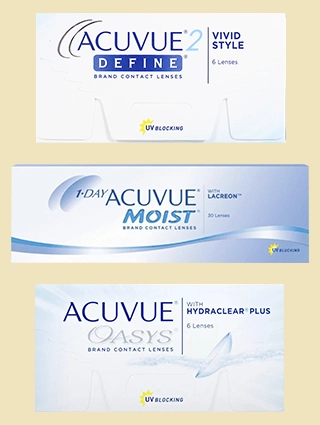 ACUVUE® 2
DEFINE®
BRAND CONTACT LENSES
VIVID
STYLE
6 Lenses
UV BLOCKING
1·DAY ACUVUE®
MOIST®
BRAND CONTACT LENSES
WITH
LACREON™
30 Lenses
UV BLOCKING
ACUVUE®
OASYS®
BRAND CONTACT LENSES
WITH
HYDRACLEAR® PLUS
6 Lenses
UV BLOCKING